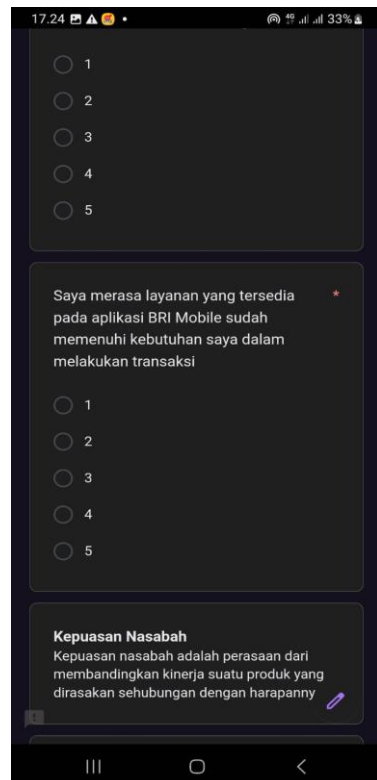 17.24 4G 33%
1
2
3
4
5
Saya merasa layanan yang tersedia *
pada aplikasi BRI Mobile sudah
memenuhi kebutuhan saya dalam
melakukan transaksi
1
2
3
4
5
Kepuasan Nasabah
Kepuasan nasabah adalah perasaan dari
membandingkan kinerja suatu produk yang
dirasakan sehubungan dengan harapanny